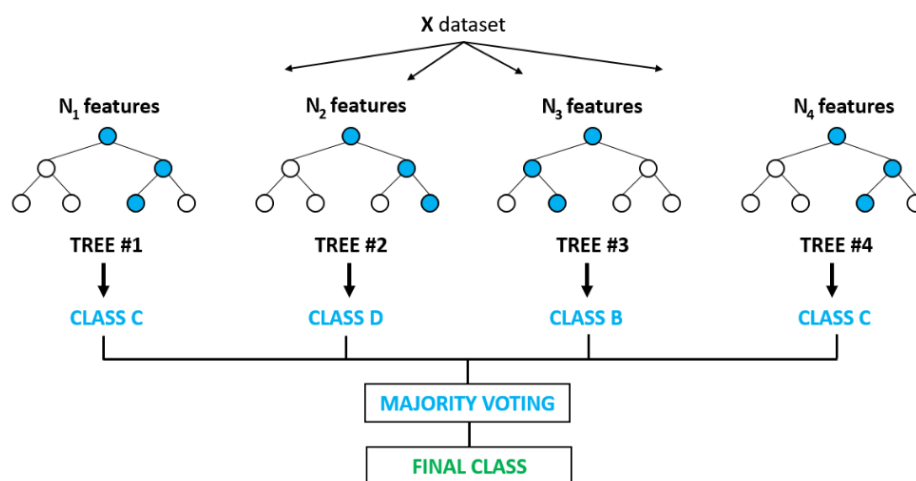 X dataset
N₁ features
N₂ features
N₃ features
N₄ features
TREE #1
TREE #2
TREE #3
TREE #4
CLASS C
CLASS D
CLASS B
CLASS C
MAJORITY VOTING
FINAL CLASS